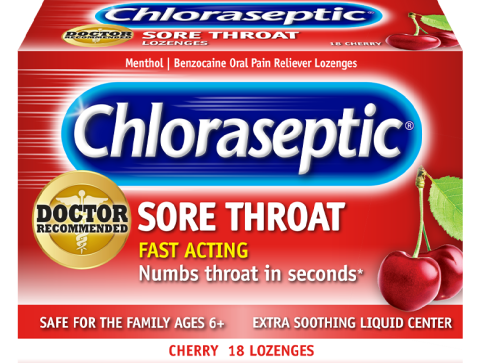 Chloraseptic®
DOCTOR
RECOMMENDED
SORE THROAT
LOZENGES
18 CHERRY
Menthol | Benzocaine Oral Pain Reliever Lozenges
Chloraseptic®
DOCTOR
RECOMMENDED
SORE THROAT
FAST ACTING
Numbs throat in seconds*
SAFE FOR THE FAMILY AGES 6+
EXTRA SOOTHING LIQUID CENTER
CHERRY 18 LOZENGES